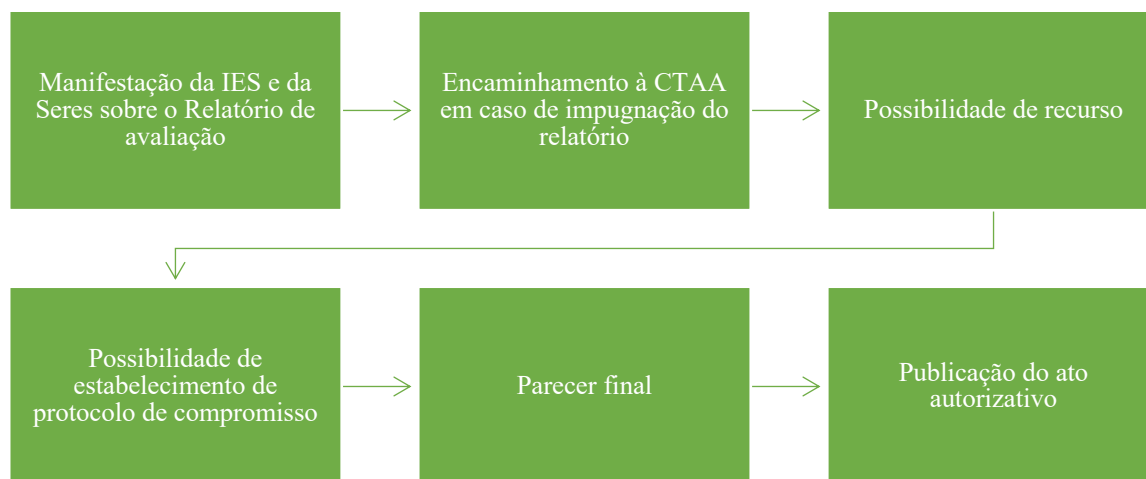 Manifestação da IES e da
Seres sobre o Relatório de
avaliação
Encaminhamento à CTAA
em caso de impugnação do
relatório
Possibilidade de recurso
Possibilidade de
estabelecimento de
protocolo de compromisso
Parecer final
Publicação do ato
autorizativo